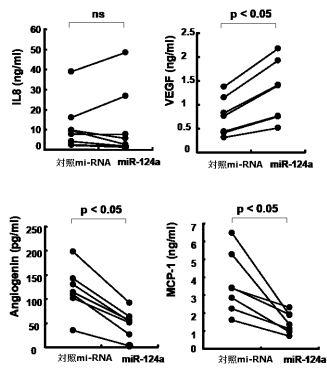 ns
IL8 (ng/ml)
60
50
40
30
20
10
0
対照mi-RNA
miR-124a
p < 0.05
VEGF (ng/ml)
2.5
2
1.5
1
0.5
0
対照miRNA
miR-124a
p < 0.05
Angiogenin (pg/ml)
250
200
150
100
50
0
対照mi-RNA
miR-124a
p < 0.05
MCP-1 (ng/ml)
7
6
5
4
3
2
1
0
対照mi-RNA
miR-124a